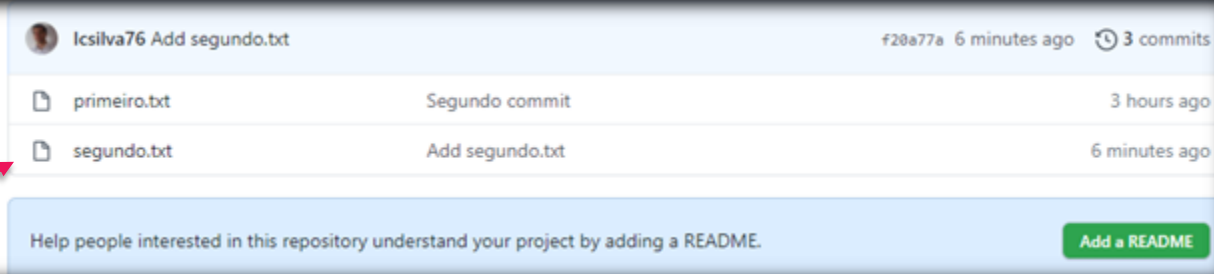 lcsilva76 Add segundo.txt f20a77a 6 minutes ago 3 commits
primeiro.txt Segundo commit 3 hours ago
segundo.txt Add segundo.txt 6 minutes ago
Help people interested in this repository understand your project by adding a README. Add a README